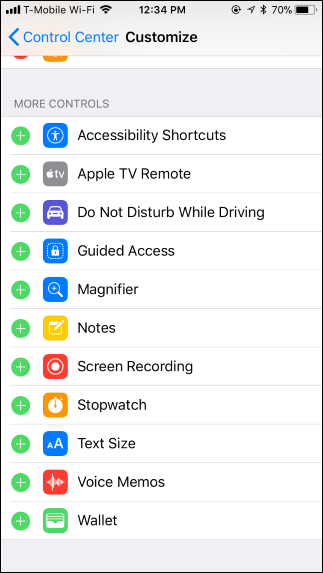 T-Mobile Wi-Fi 12:34 PM 70%
Control Center Customize
MORE CONTROLS
Accessibility Shortcuts
tv Apple TV Remote
Do Not Disturb While Driving
Guided Access
Magnifier
Notes
Screen Recording
Stopwatch
AA Text Size
Voice Memos
Wallet